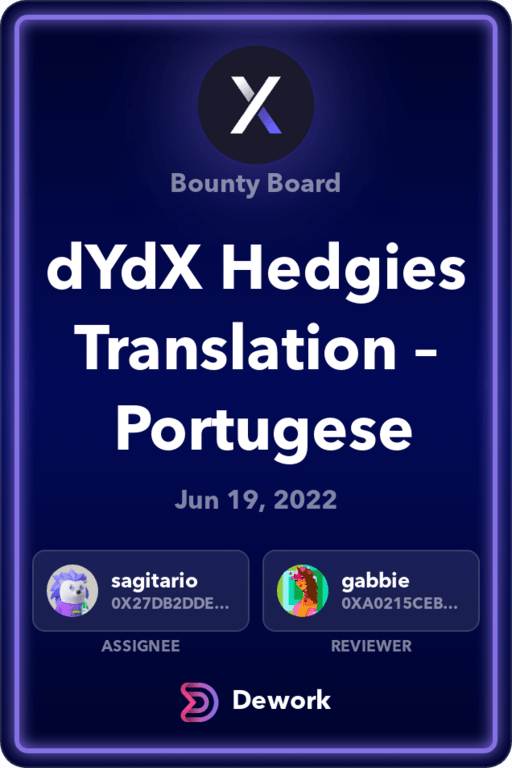 Bounty Board
dYdX Hedgies
Translation –
Portugese
Jun 19, 2022
sagitario
0X27DB2DDE...
gabbie
0XA0215CEB...
ASSIGNEE
REVIEWER
Dework